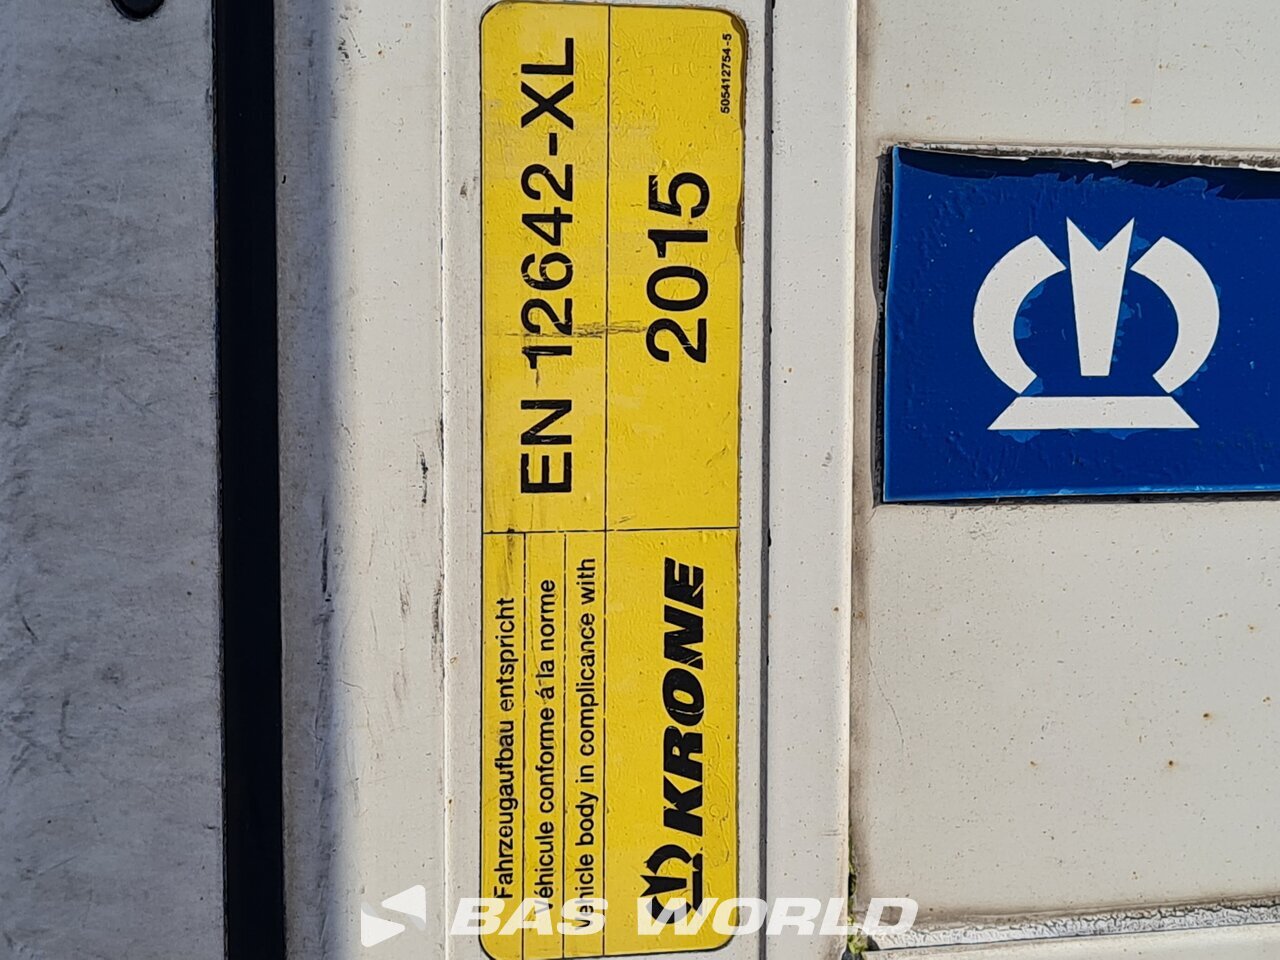 Fahrzeugaufbau entspricht
Véhicule conforme á la norme
Vehicle body in complicance with
EN 12642-XL
KRONE
2015
505412754-5
BAS WORLD